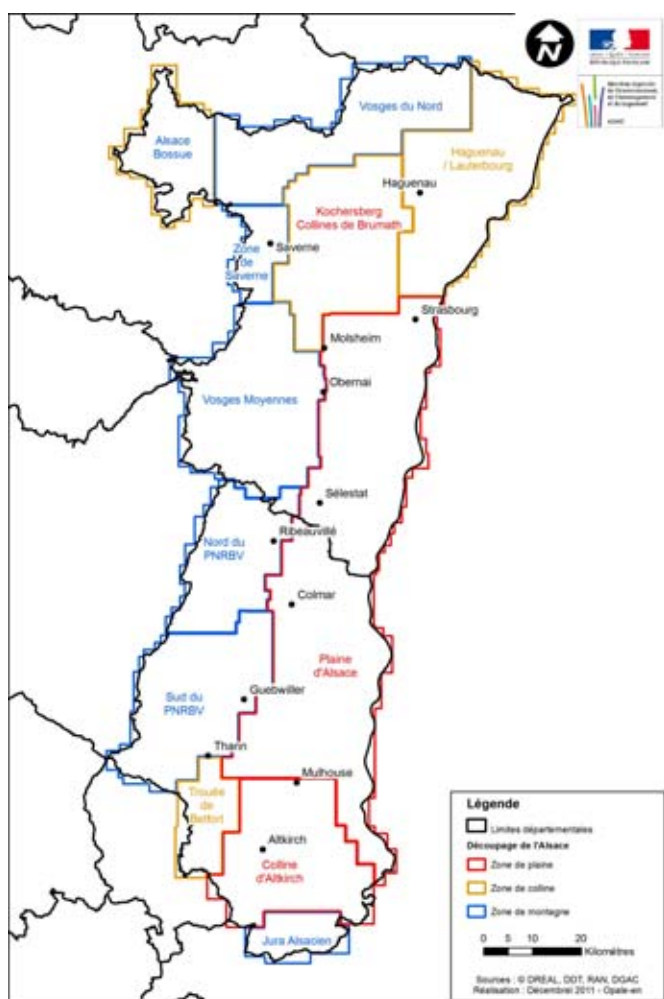 N
RÉPUBLIQUE FRANÇAISE
Vosges du Nord
Alsace
Bossue
Haguenau
/ Lauterbourg
Haguenau
Kochersberg
Collines de Brumath
Saverne
Zone
de
Saverne
Strasbourg
Molsheim
Obernai
Vosges Moyennes
Sélestat
Ribeauvillé
Nord du
PNRBV
Colmar
Plaine
d'Alsace
Guebwiller
Sud du
PNRBV
Thann
Mulhouse
Trouée
de
Belfort
Altkirch
Colline
d'Altkirch
Jura Alsacien
Légende
Limites départementales
Découpage de l'Alsace
Zone de plaine
Zone de colline
Zone de montagne
0 5 10 20
Kilomètres
Sources : © DREAL, DDT, RAN, DGAC
Réalisation : Décembrel 2011 - Opale-en